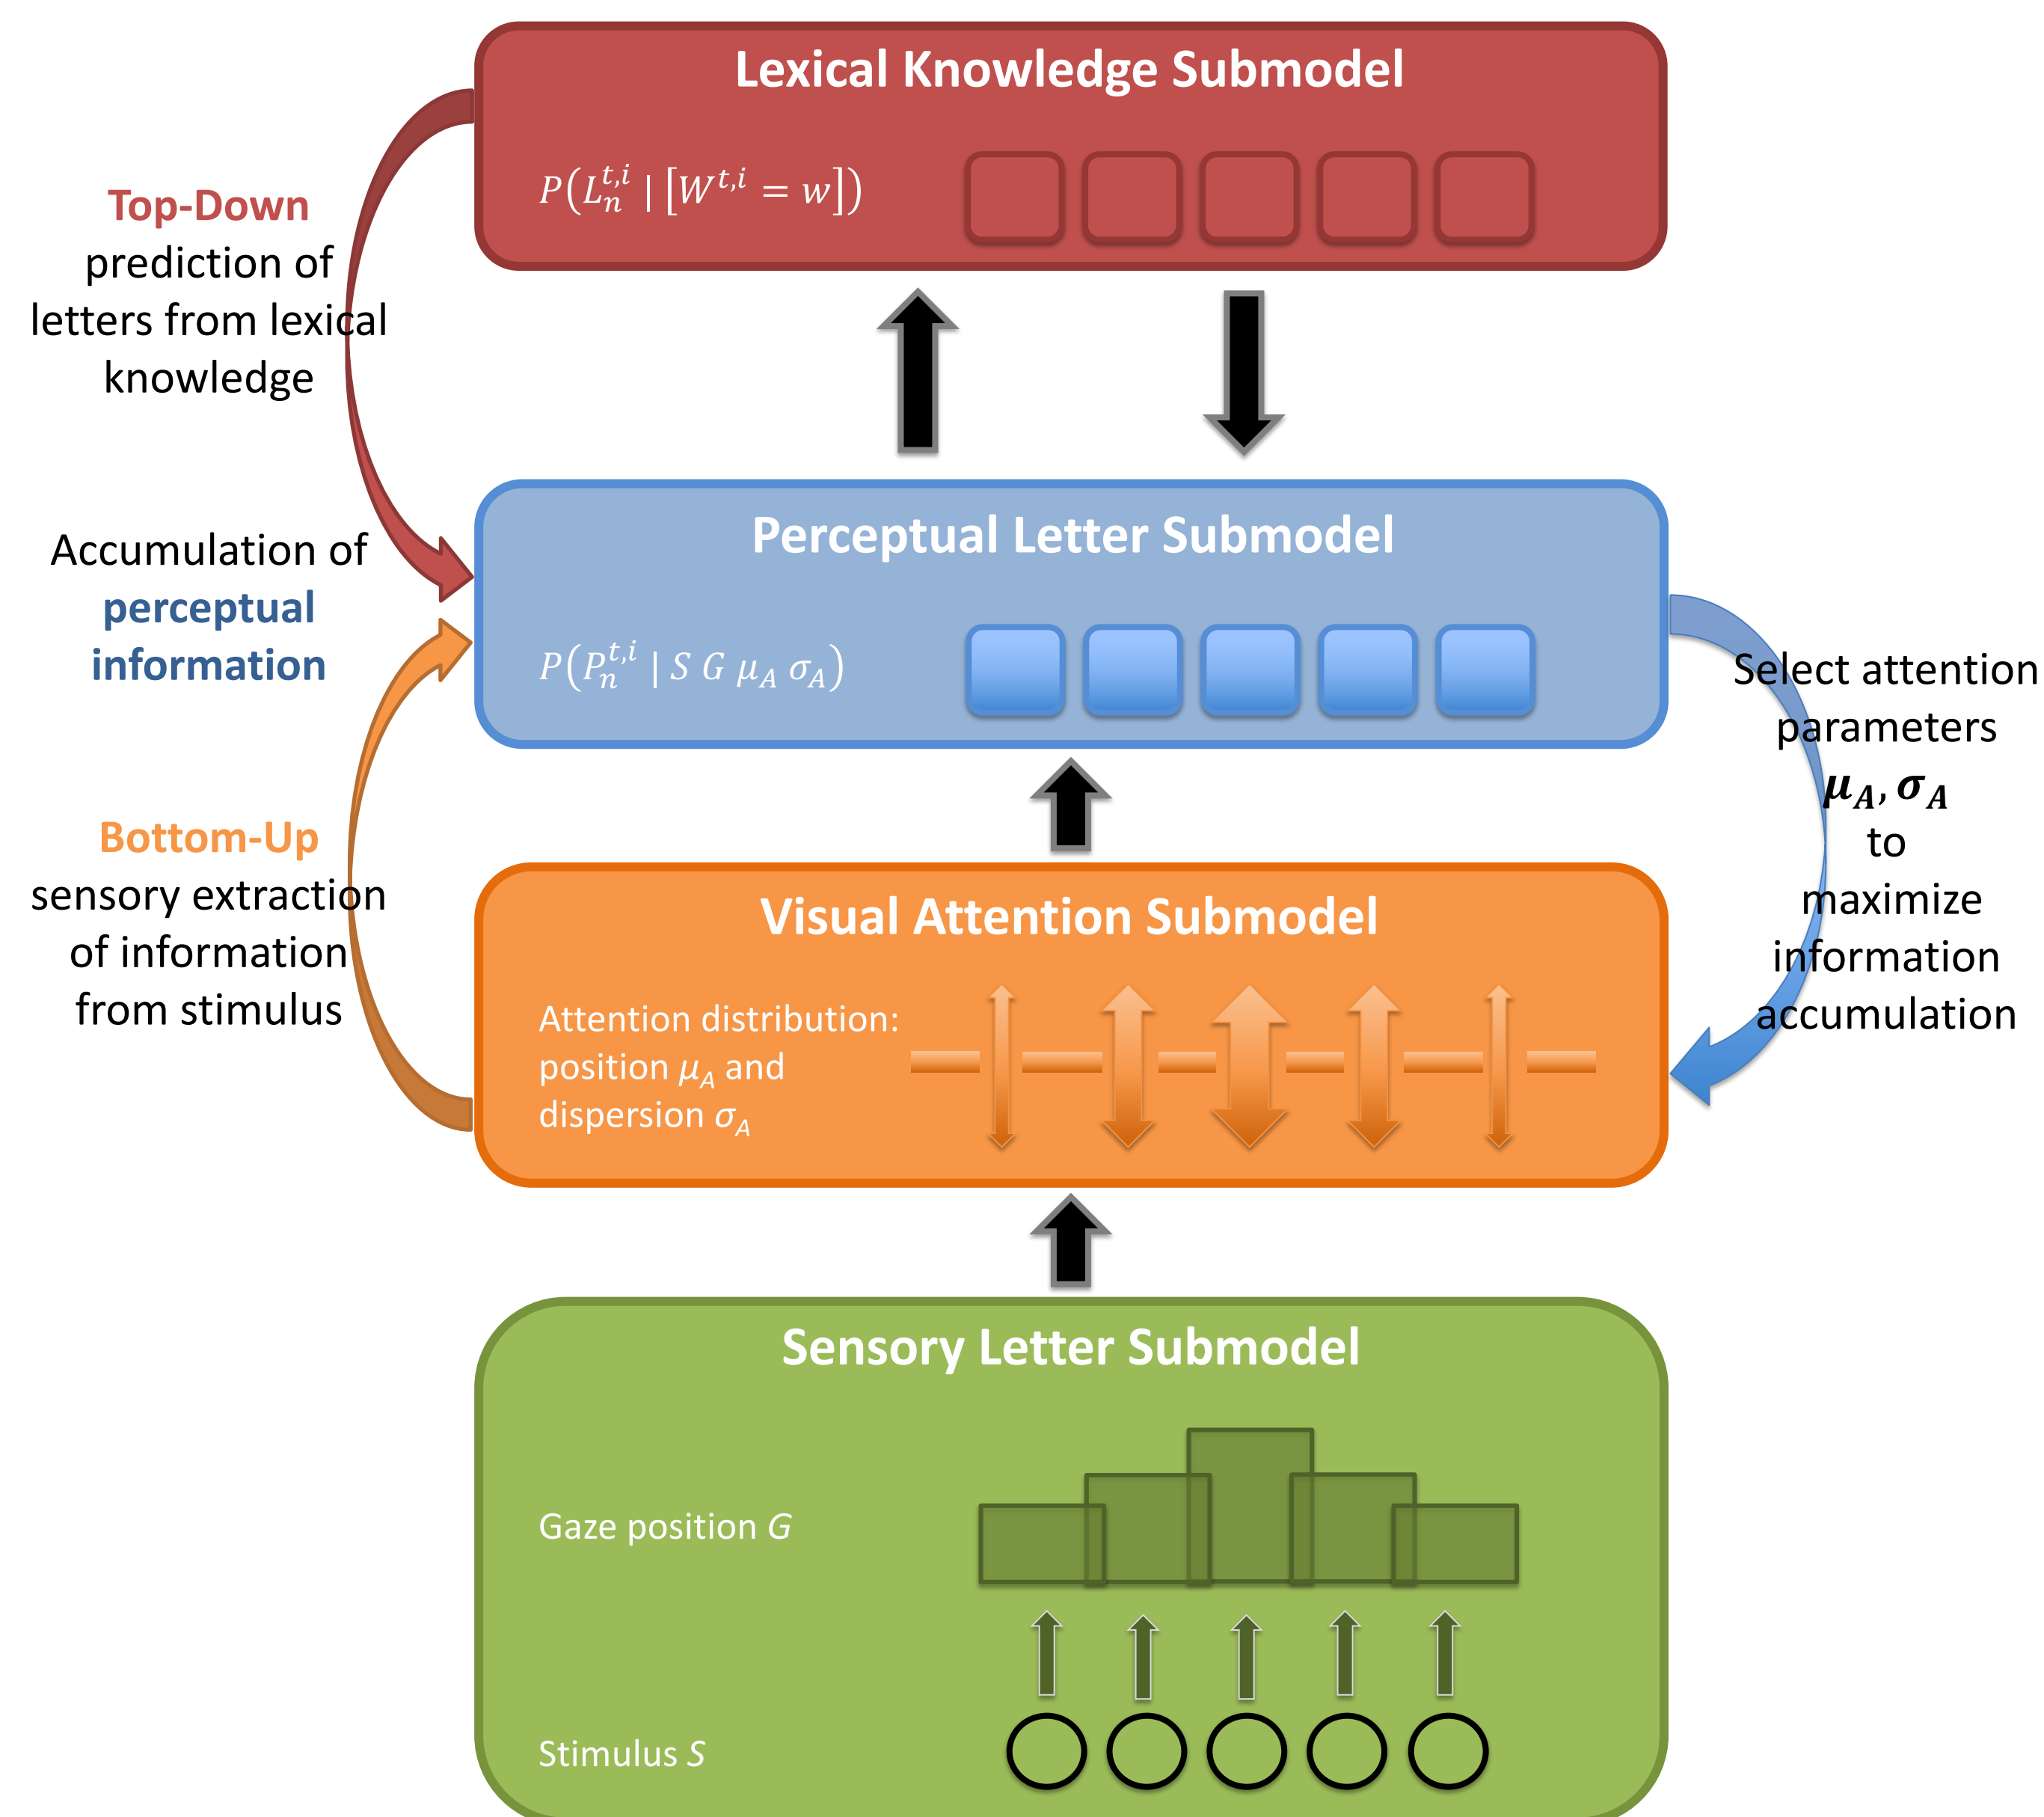 Lexical Knowledge Submodel
P(L_n^{t,i} | [W^{t,i} = w])
Top-Down
prediction of
letters from lexical
knowledge
Perceptual Letter Submodel
P(P_n^{t,i} | S G μ_A σ_A)
Accumulation of
perceptual
information
Select attention
parameters
μ_A, σ_A
to
maximize
information
accumulation
Bottom-Up
sensory extraction
of information
from stimulus
Visual Attention Submodel
Attention distribution:
position μ_A and
dispersion σ_A
Sensory Letter Submodel
Gaze position G
Stimulus S